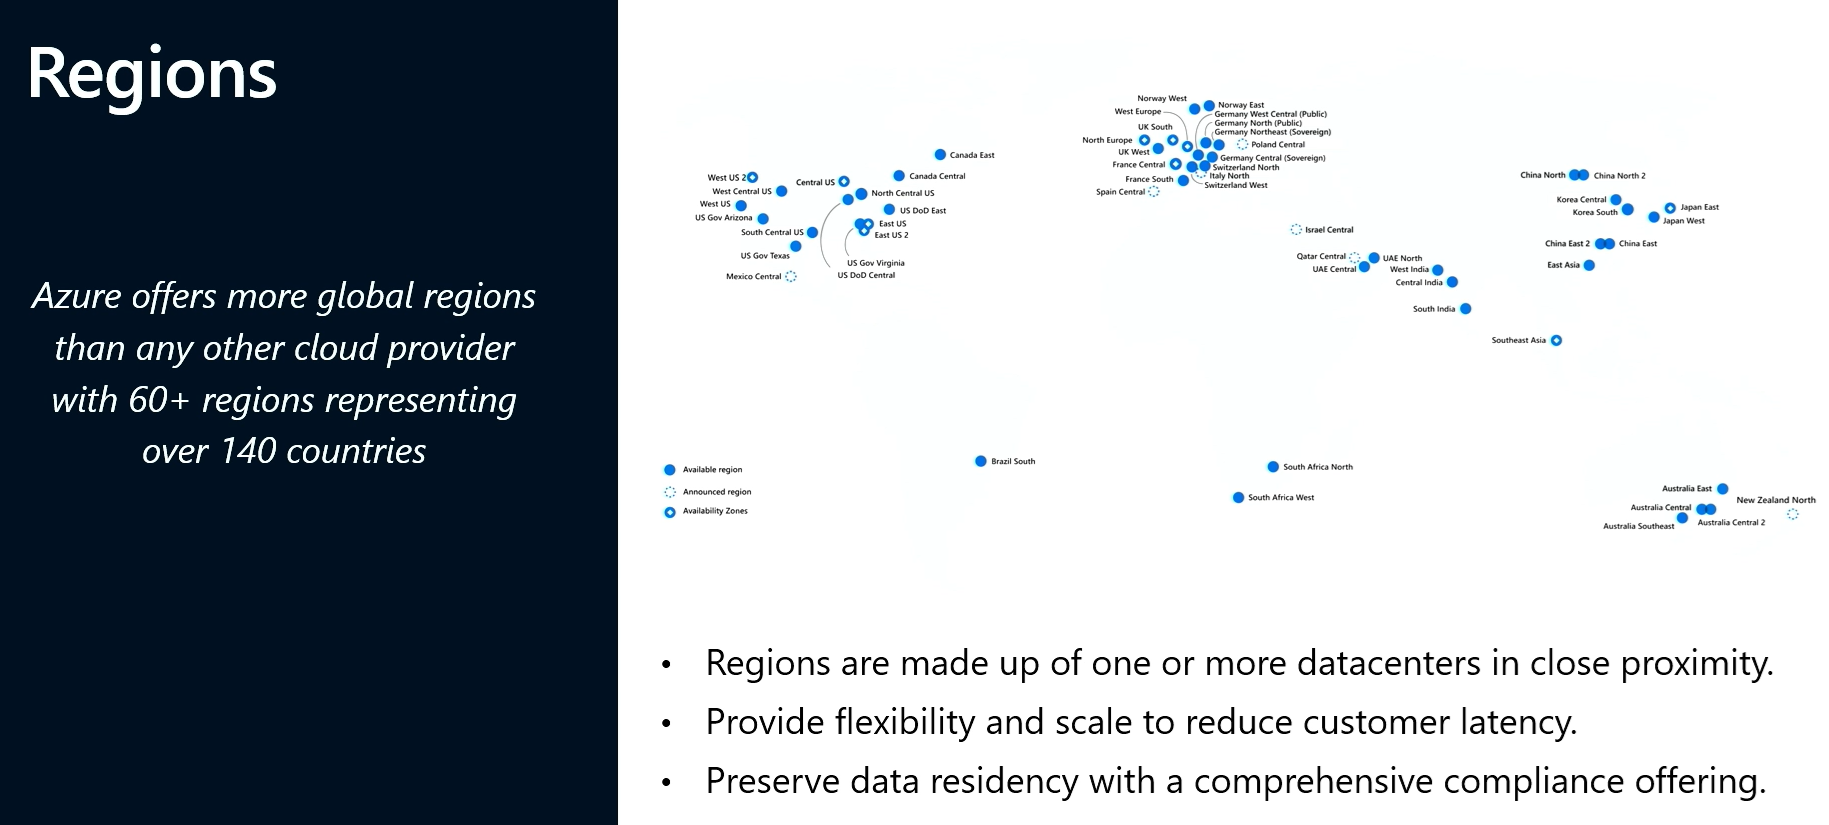 Regions
Azure offers more global regions
than any other cloud provider
with 60+ regions representing
over 140 countries
Canada East
Canada Central
West US 2
Central US
West Central US
North Central US
West US
US DoD East
US Gov Arizona
East US
South Central US
East US 2
US Gov Texas
US Gov Virginia
Mexico Central
US DoD Central
Norway West
Norway East
West Europe
Germany West Central (Public)
Germany North (Public)
UK South
Germany Northeast (Sovereign)
North Europe
Poland Central
UK West
Germany Central (Sovereign)
France Central
Switzerland North
Italy North
France South
Switzerland West
Spain Central
Israel Central
Qatar Central
UAE North
UAE Central
West India
Central India
South India
China North
China North 2
Korea Central
Korea South
Japan East
Japan West
China East 2
China East
East Asia
Southeast Asia
Brazil South
South Africa North
South Africa West
Australia East
New Zealand North
Australia Central
Australia Southeast
Australia Central 2
Available region
Announced region
Availability Zones
• Regions are made up of one or more datacenters in close proximity.
• Provide flexibility and scale to reduce customer latency.
• Preserve data residency with a comprehensive compliance offering.